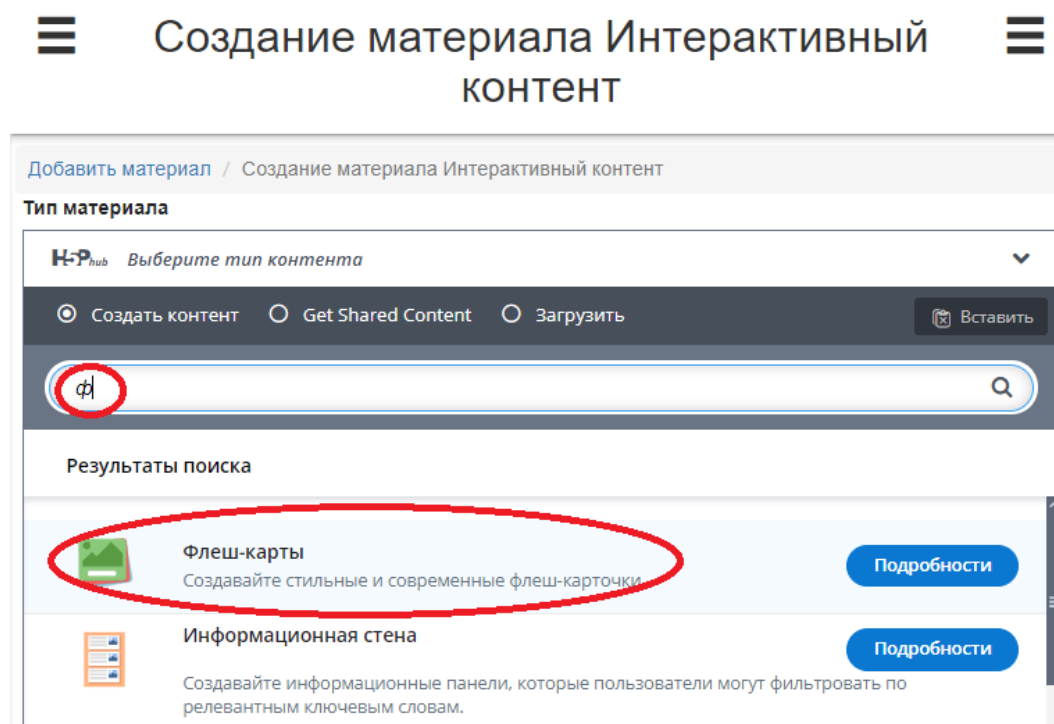 Создание материала Интерактивный
контент
Добавить материал / Создание материала Интерактивный контент
Тип материала
H5Phub Выберите тип контента
Создать контент Get Shared Content Загрузить Вставить
ф
Результаты поиска
Флеш-карты
Создавайте стильные и современные флеш-карточки.
Подробности
Информационная стена
Подробности
Создавайте информационные панели, которые пользователи могут фильтровать по
релевантным ключевым словам.